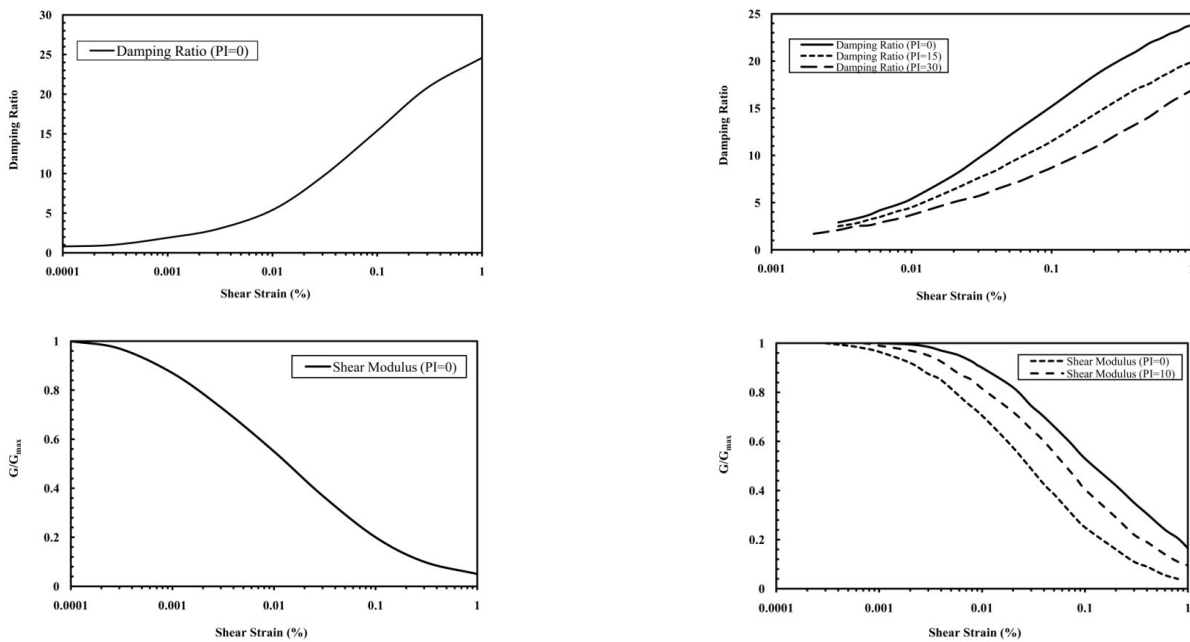 30
25
20
15
10
5
0
Damping Ratio
Damping Ratio (PI=0)
0.0001 0.001 0.01 0.1 1
Shear Strain (%)
25
20
15
10
5
0
Damping Ratio
Damping Ratio (PI=0)
Damping Ratio (PI=15)
Damping Ratio (PI=30)
0.001 0.01 0.1 1
Shear Strain (%)
1
0.8
0.6
0.4
0.2
0
G/Gmax
Shear Modulus (PI=0)
0.0001 0.001 0.01 0.1 1
Shear Strain (%)
1
0.8
0.6
0.4
0.2
0
G/Gmax
Shear Modulus (PI=0)
Shear Modulus (PI=10)
0.0001 0.001 0.01 0.1 1
Shear Strain (%)